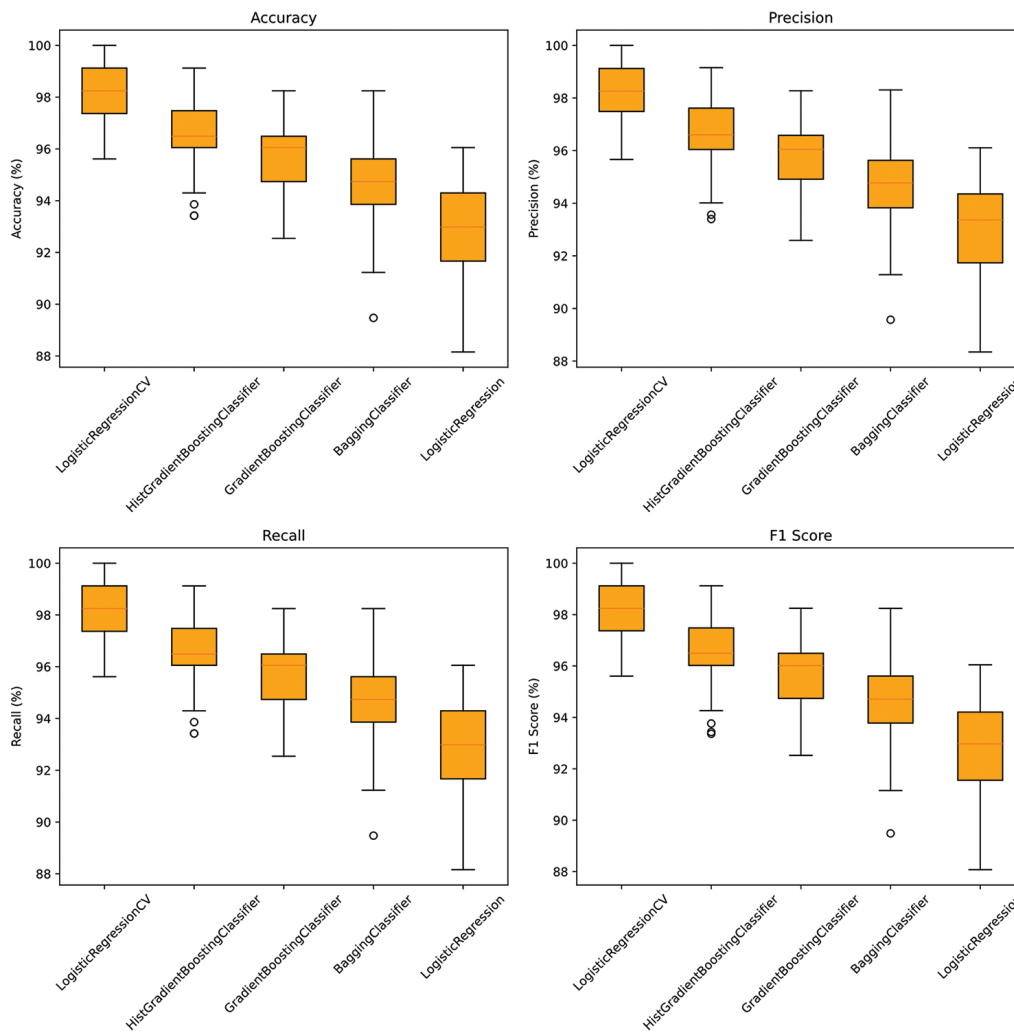 Accuracy
Accuracy (%)
100
98
96
94
92
90
88
LogisticRegressionCV
HistGradientBoostingClassifier
GradientBoostingClassifier
BaggingClassifier
LogisticRegression
Precision
Precision (%)
100
98
96
94
92
90
88
LogisticRegressionCV
HistGradientBoostingClassifier
GradientBoostingClassifier
BaggingClassifier
LogisticRegression
Recall
Recall (%)
100
98
96
94
92
90
88
LogisticRegressionCV
HistGradientBoostingClassifier
GradientBoostingClassifier
BaggingClassifier
LogisticRegression
F1 Score
F1 Score (%)
100
98
96
94
92
90
88
LogisticRegressionCV
HistGradientBoostingClassifier
GradientBoostingClassifier
BaggingClassifier
LogisticRegression